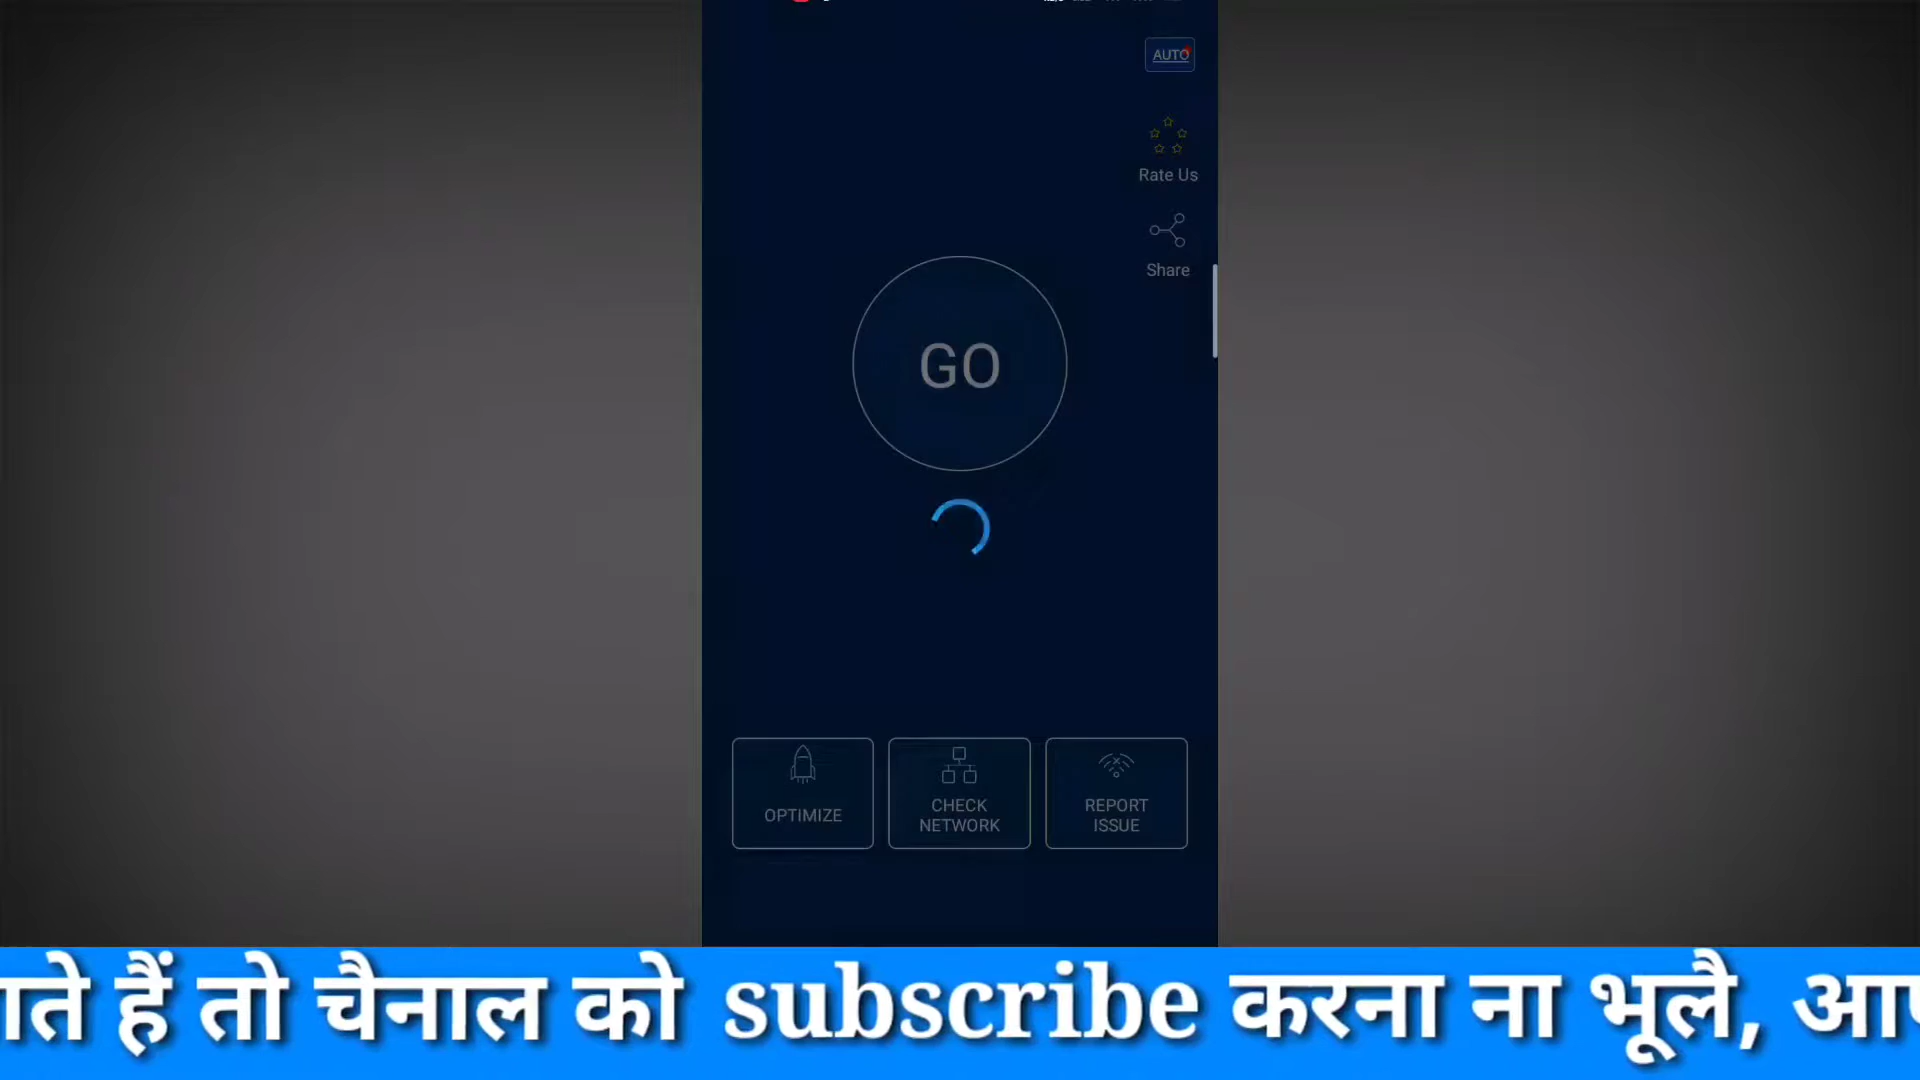 AUTO
Rate Us
Share
GO
OPTIMIZE
CHECK
NETWORK
REPORT
ISSUE
हैं तो चैनाल को subscribe करना ना भूलै,